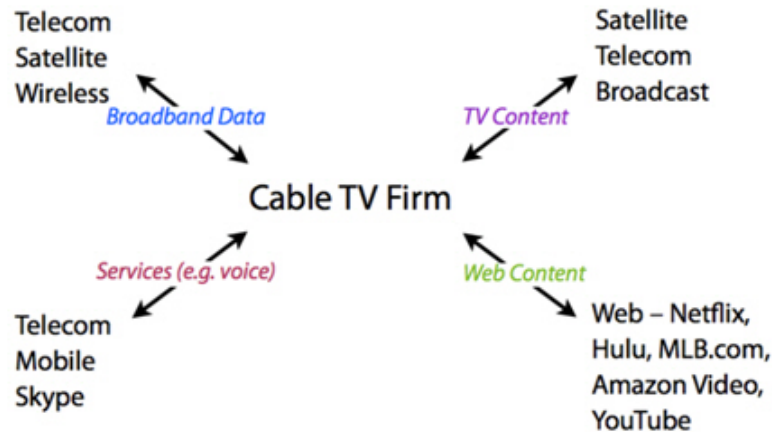 Telecom
Satellite
Wireless
Broadband Data
Satellite
Telecom
Broadcast
TV Content
Cable TV Firm
Services (e.g. voice)
Telecom
Mobile
Skype
Web Content
Web – Netflix,
Hulu, MLB.com,
Amazon Video,
YouTube